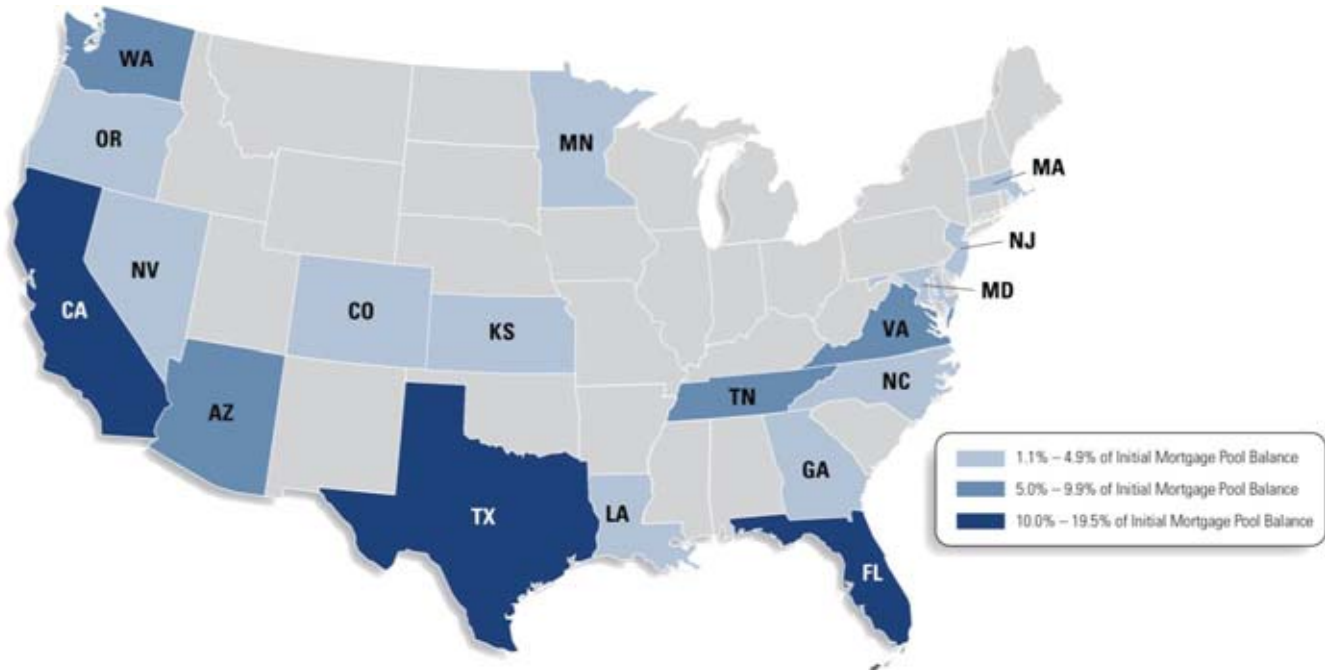 WA
OR
MN
MA
NJ
NV
MD
CA
CO
KS
VA
AZ
TN
NC
GA
TX
LA
FL
1.1% – 4.9% of Initial Mortgage Pool Balance
5.0% – 9.9% of Initial Mortgage Pool Balance
10.0% – 19.5% of Initial Mortgage Pool Balance